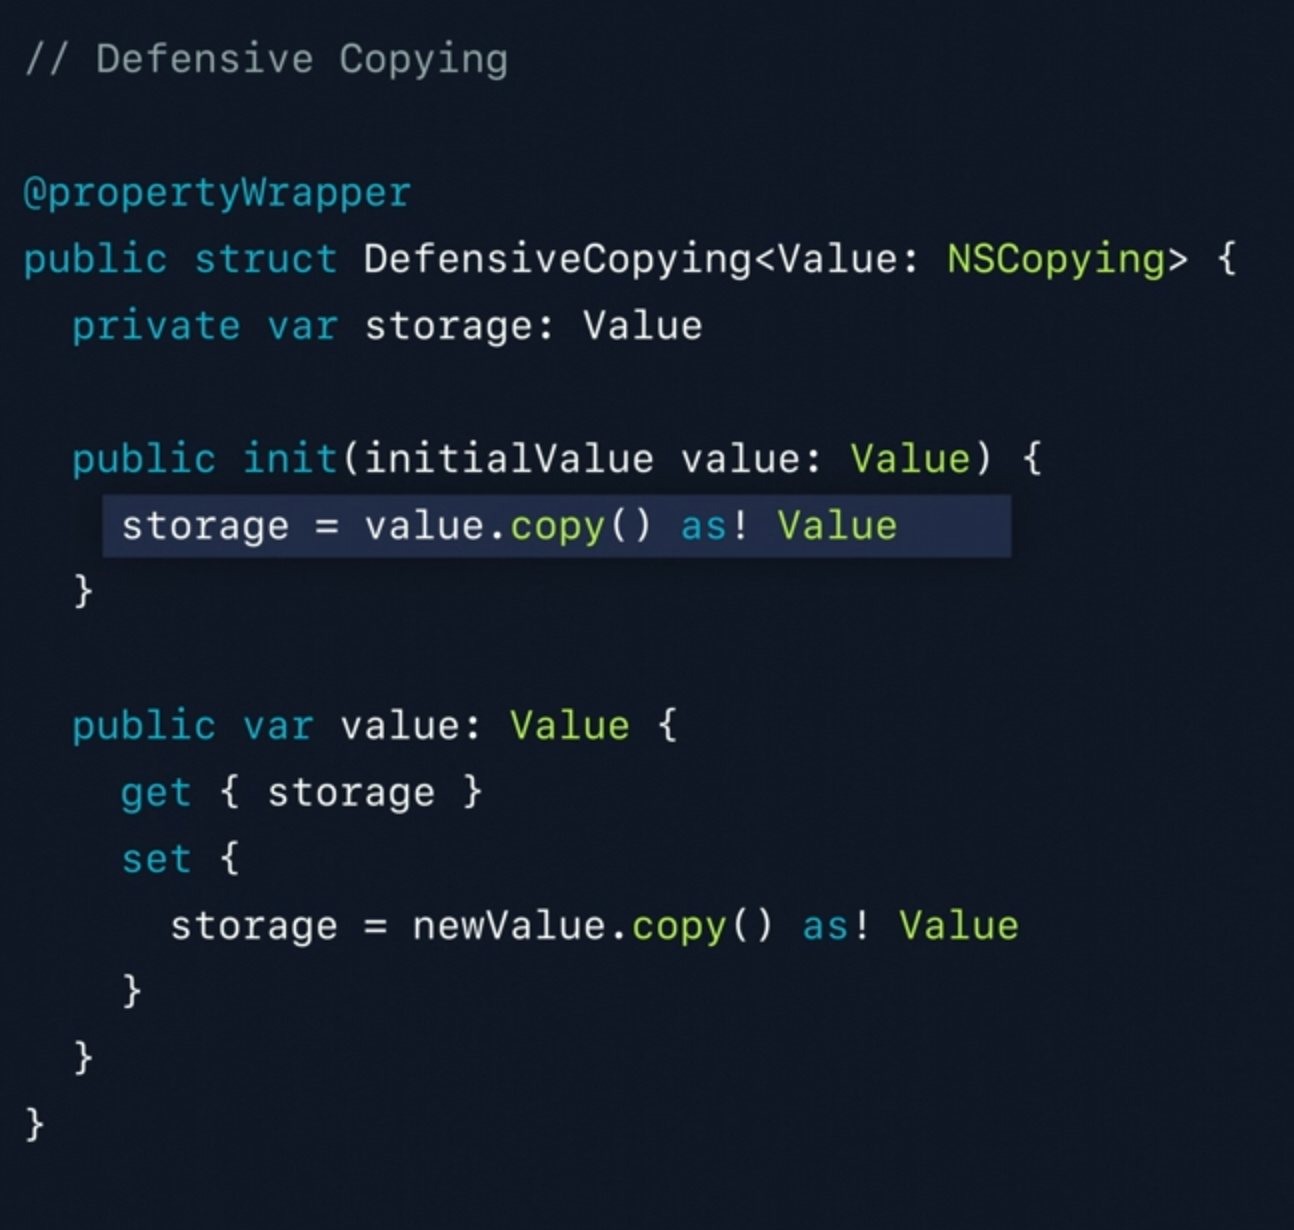 // Defensive Copying
@propertyWrapper
public struct DefensiveCopying<Value: NSCopying> {
private var storage: Value
public init(initialValue value: Value) {
storage = value.copy() as! Value
}
public var value: Value {
get { storage }
set {
storage = newValue.copy() as! Value
}
}
}